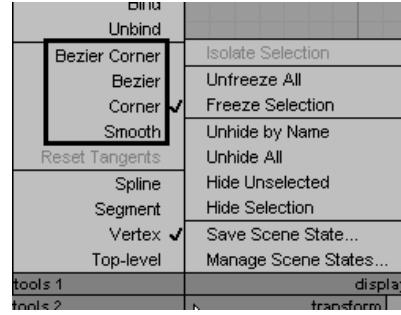 Bind
Unbind
Bezier Corner
Bezier
Corner
Smooth
Reset Tangents
Spline
Segment
Vertex
Top-level
tools 1
tools 2
Isolate Selection
Unfreeze All
Freeze Selection
Unhide by Name
Unhide All
Hide Unselected
Hide Selection
Save Scene State...
Manage Scene States...
displa
transform